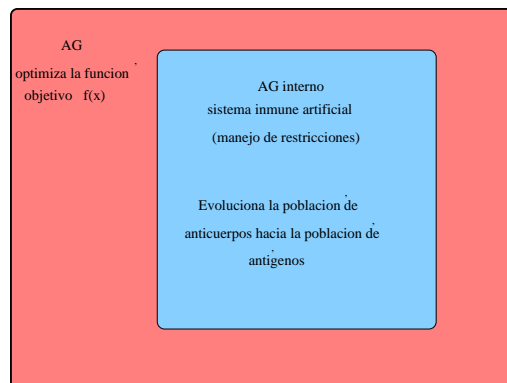 AG
optimiza la funcion
objetivo f(x)
AG interno
sistema inmune artificial
(manejo de restricciones)
Evoluciona la poblacion de
anticuerpos hacia la poblacion de
antigenos